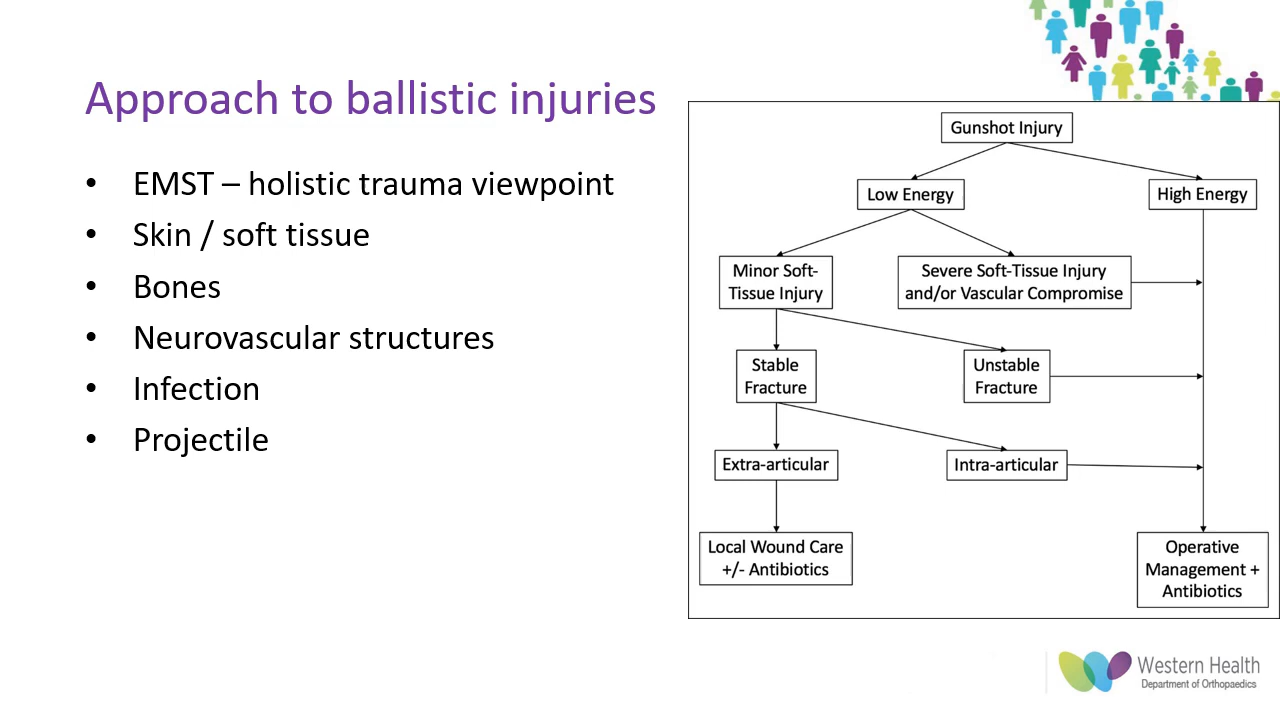 Approach to ballistic injuries
• EMST – holistic trauma viewpoint
• Skin / soft tissue
• Bones
• Neurovascular structures
• Infection
• Projectile
Gunshot Injury
Low Energy
High Energy
Minor Soft-
Tissue Injury
Severe Soft-Tissue Injury
and/or Vascular Compromise
Stable
Fracture
Unstable
Fracture
Extra-articular
Intra-articular
Local Wound Care
+/- Antibiotics
Operative
Management +
Antibiotics
Western Health
Department of Orthopaedics